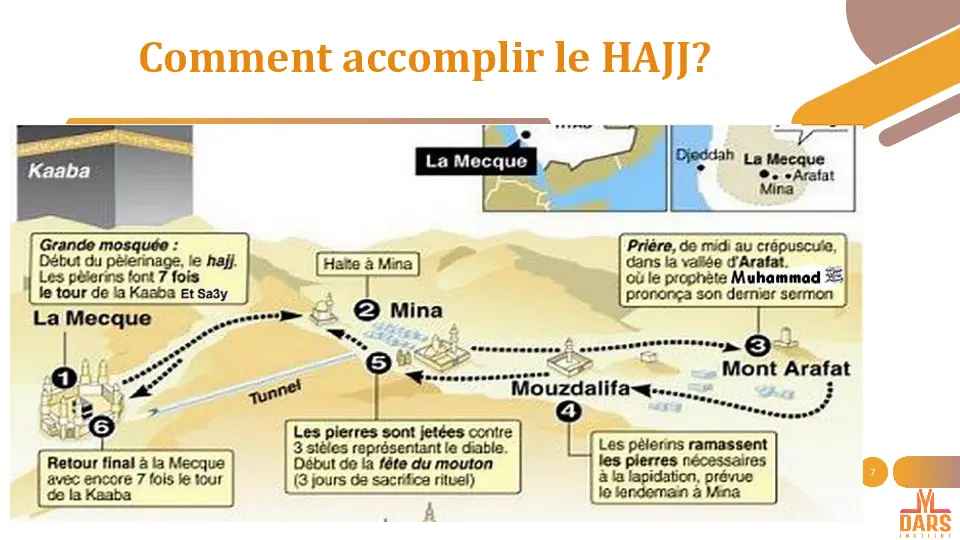 Comment accomplir le HAJJ?
Kaaba
La Mecque
Djeddah
La Mecque
Arafat
Mina
Grande mosquée :
Début du pèlerinage, le hajj.
Les pèlerins font 7 fois
le tour de la Kaaba Et Sa3y
La Mecque
1
6
Retour final à la Mecque
avec encore 7 fois le tour
de la Kaaba
Halte à Mina
2 Mina
Tunnel
5
Les pierres sont jetées contre
3 stèles représentant le diable.
Début de la fête du mouton
(3 jours de sacrifice rituel)
Prière, de midi au crépuscule,
dans la vallée d'Arafat.
où le prophète Muhammad ﷺ
prononça son dernier sermon
3
Mont Arafat
Mouzdalifa
4
Les pèlerins ramassent
les pierres nécessaires
à la lapidation, prévue
le lendemain à Mina
7
DARS
INSTITUT